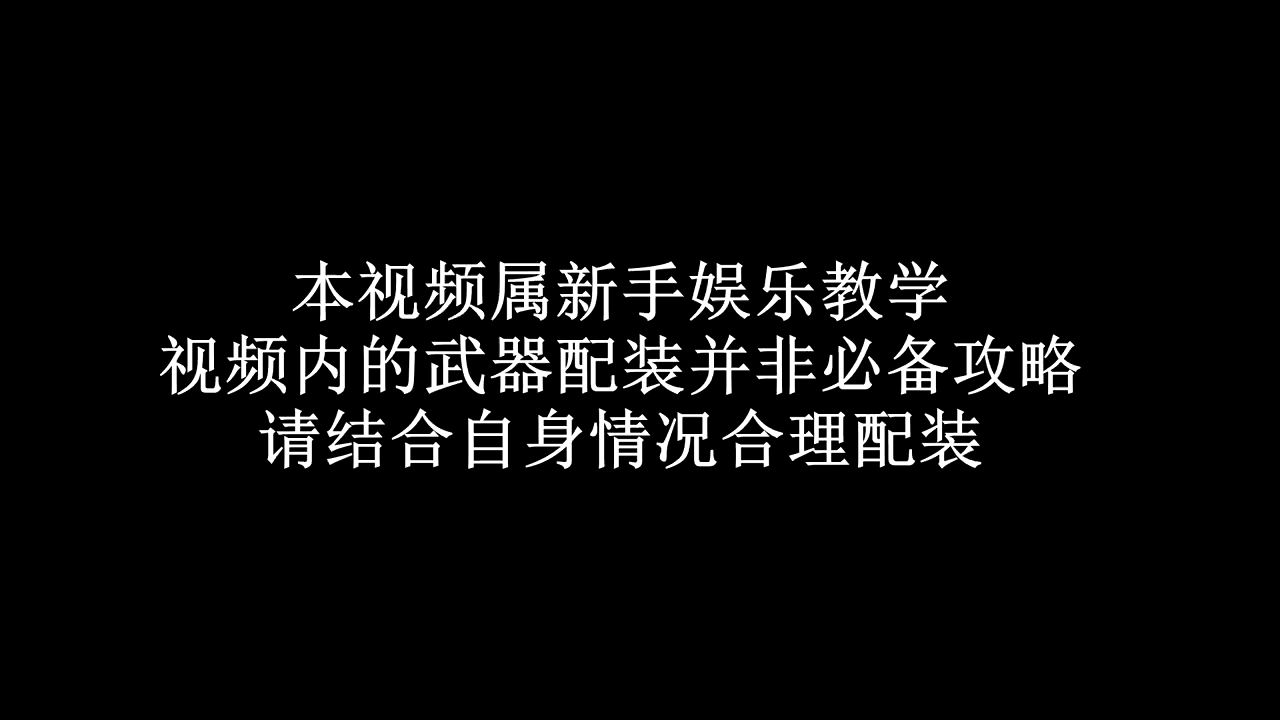 本视频属新手娱乐教学
视频内的武器配装并非必备攻略
请结合自身情况合理配装